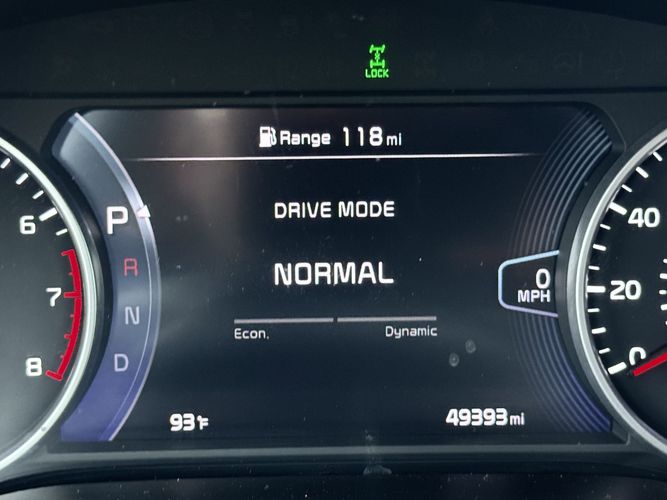 LOCK
Range 118 mi
DRIVE MODE
NORMAL
Econ. Dynamic
P
R
N
D
6
7
8
0
MPH
40
20
0
93°F
49393 mi